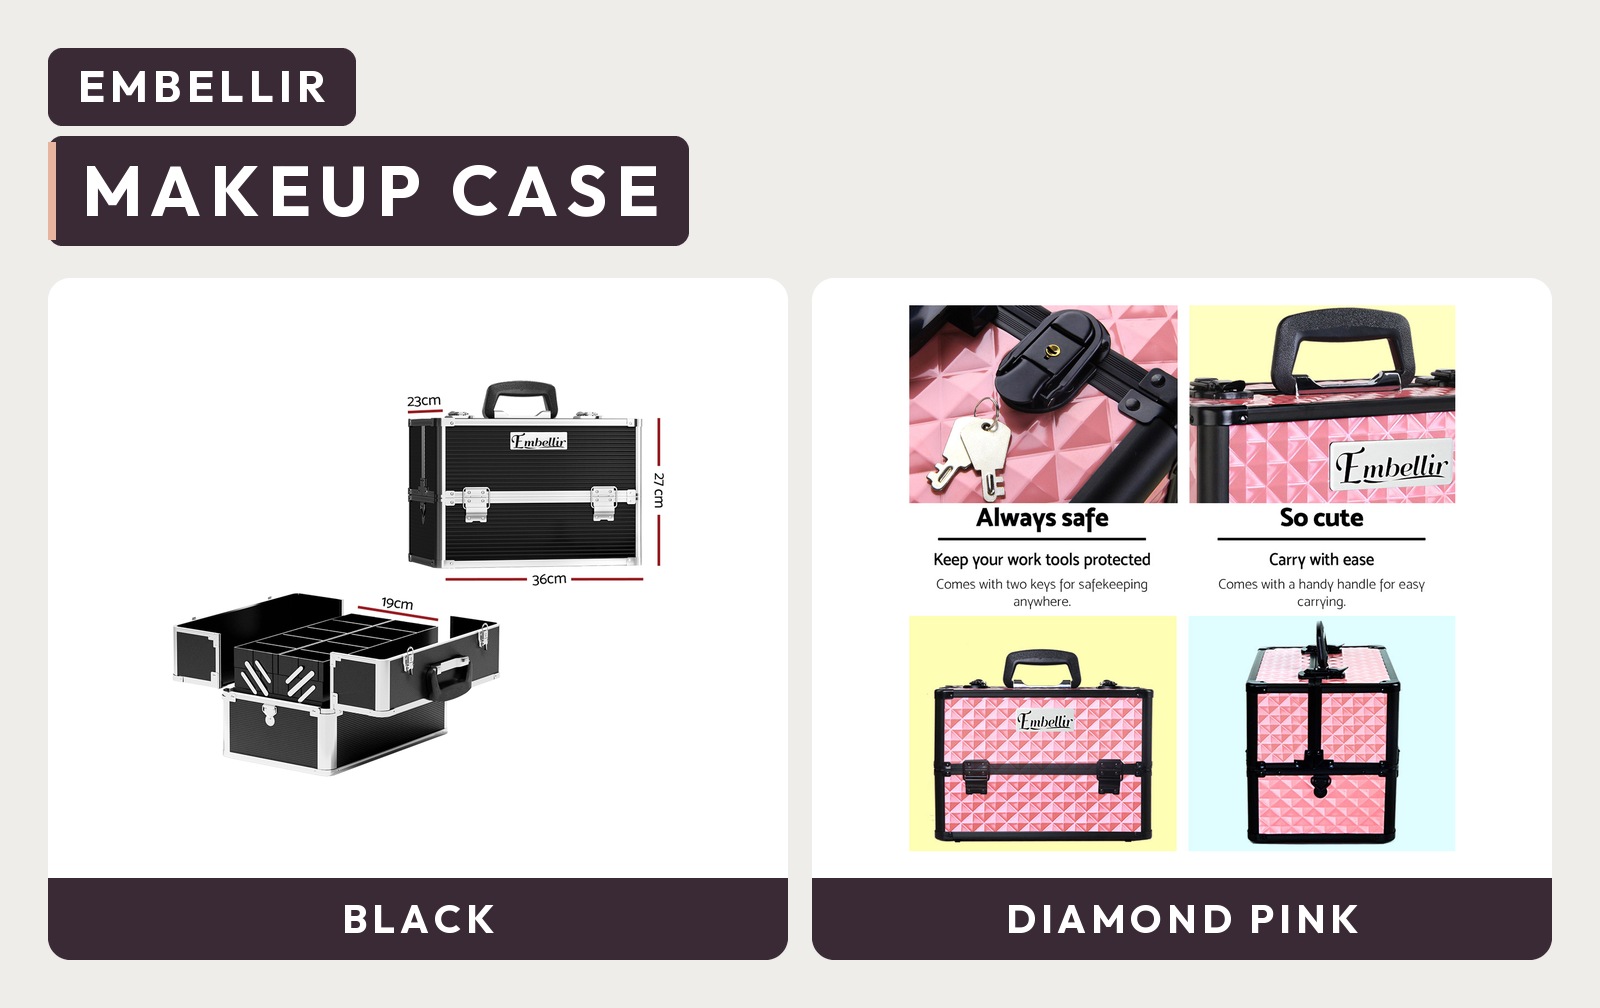 EMBELLIR
MAKEUP CASE
23cm
Embellir
27 cm
36cm
19cm
BLACK
Embellir
Always safe
Keep your work tools protected
Comes with two keys for safekeeping
anywhere.
So cute
Carry with ease
Comes with a handy handle for easy
carrying.
Embellir
DIAMOND PINK